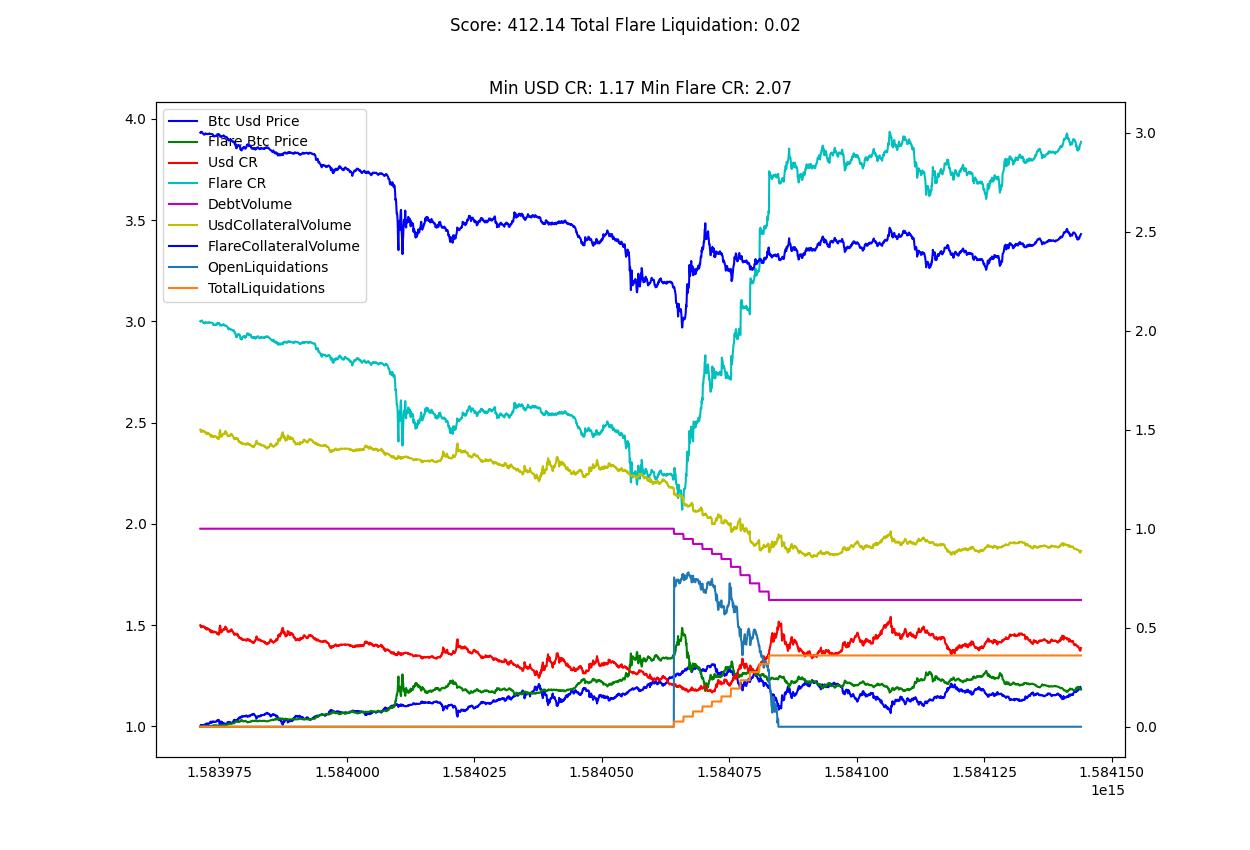 Score: 412.14 Total Flare Liquidation: 0.02
Min USD CR: 1.17 Min Flare CR: 2.07
Btc Usd Price
Flare Btc Price
Usd CR
Flare CR
DebtVolume
UsdCollateralVolume
FlareCollateralVolume
OpenLiquidations
TotalLiquidations
4.0
3.5
3.0
2.5
2.0
1.5
1.0
3.0
2.5
2.0
1.5
1.0
0.5
0.0
1.583975 1.584000 1.584025 1.584050 1.584075 1.584100 1.584125 1.584150
1e15